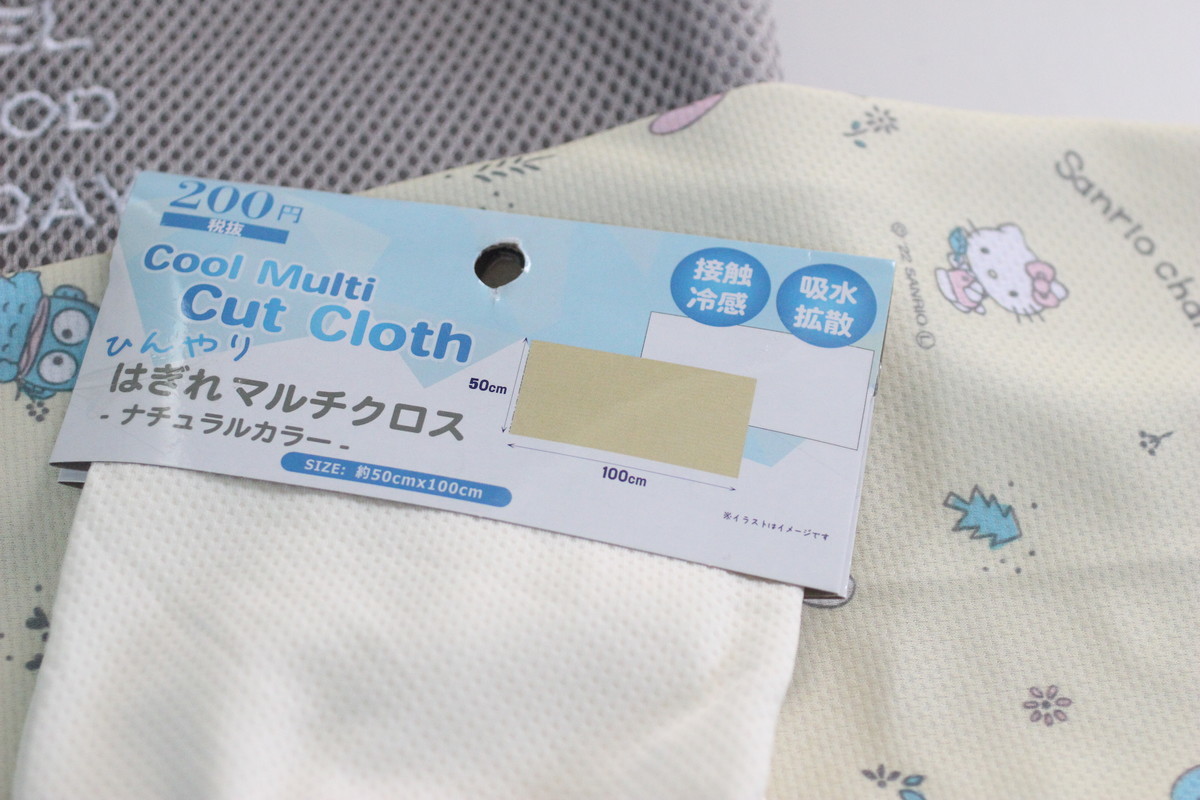 OD
DAY
200円
税抜
Cool Multi
Cut Cloth
ひんやり
はぎれマルチクロス
- ナチュラルカラー -
SIZE: 約50cmx100cm
接触
冷感
吸水
拡散
50cm
100cm
※イラストはイメージです
Sanrio cha
© '22 SANRIO Ⓛ